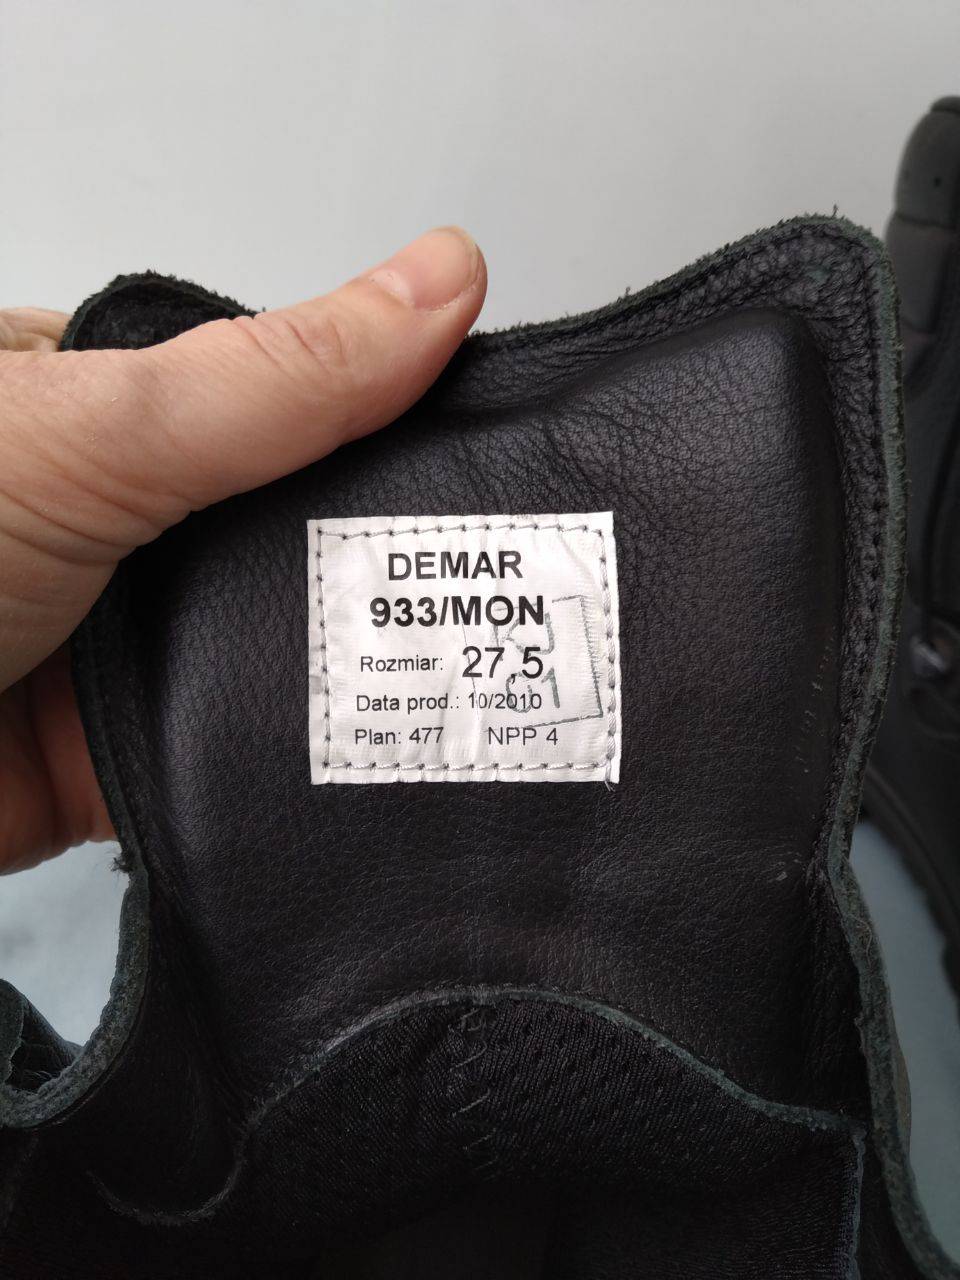 DEMAR
933/MON
Rozmiar: 27,5
Data prod.: 10/2010
Plan: 477 NPP 4